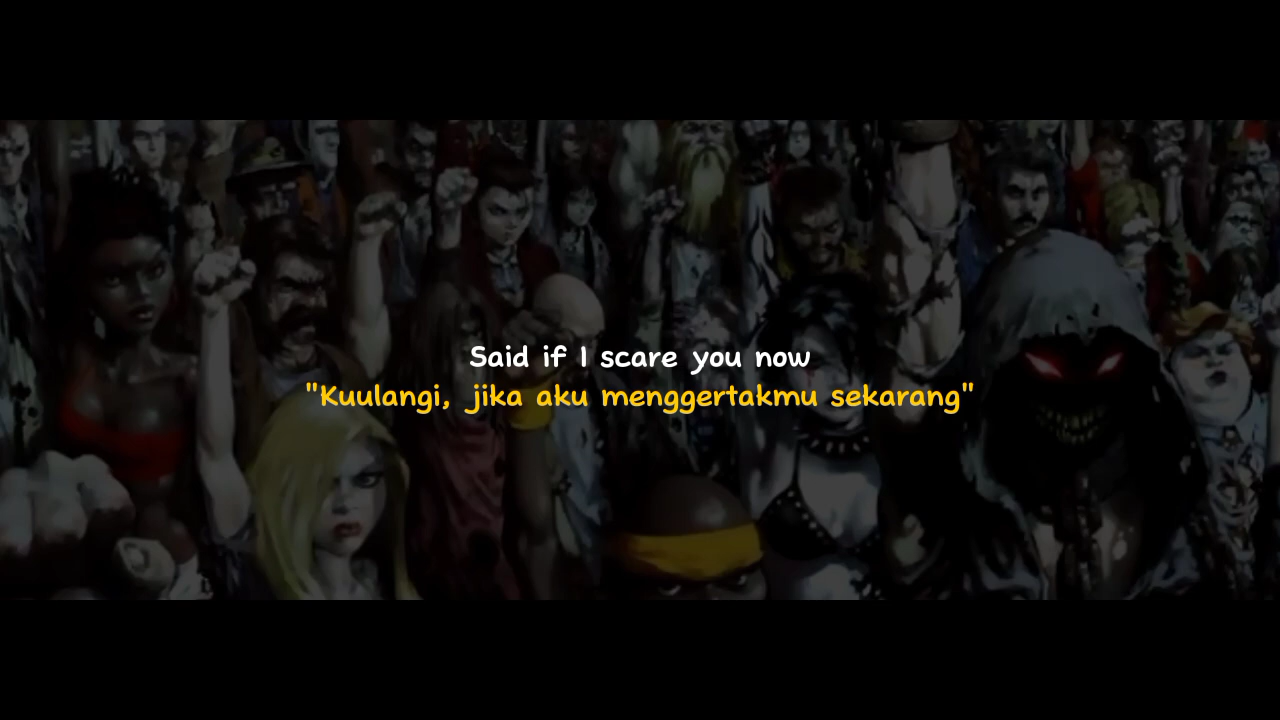 Said if I scare you now
"Kuulangi, jika aku menggertakmu sekarang"